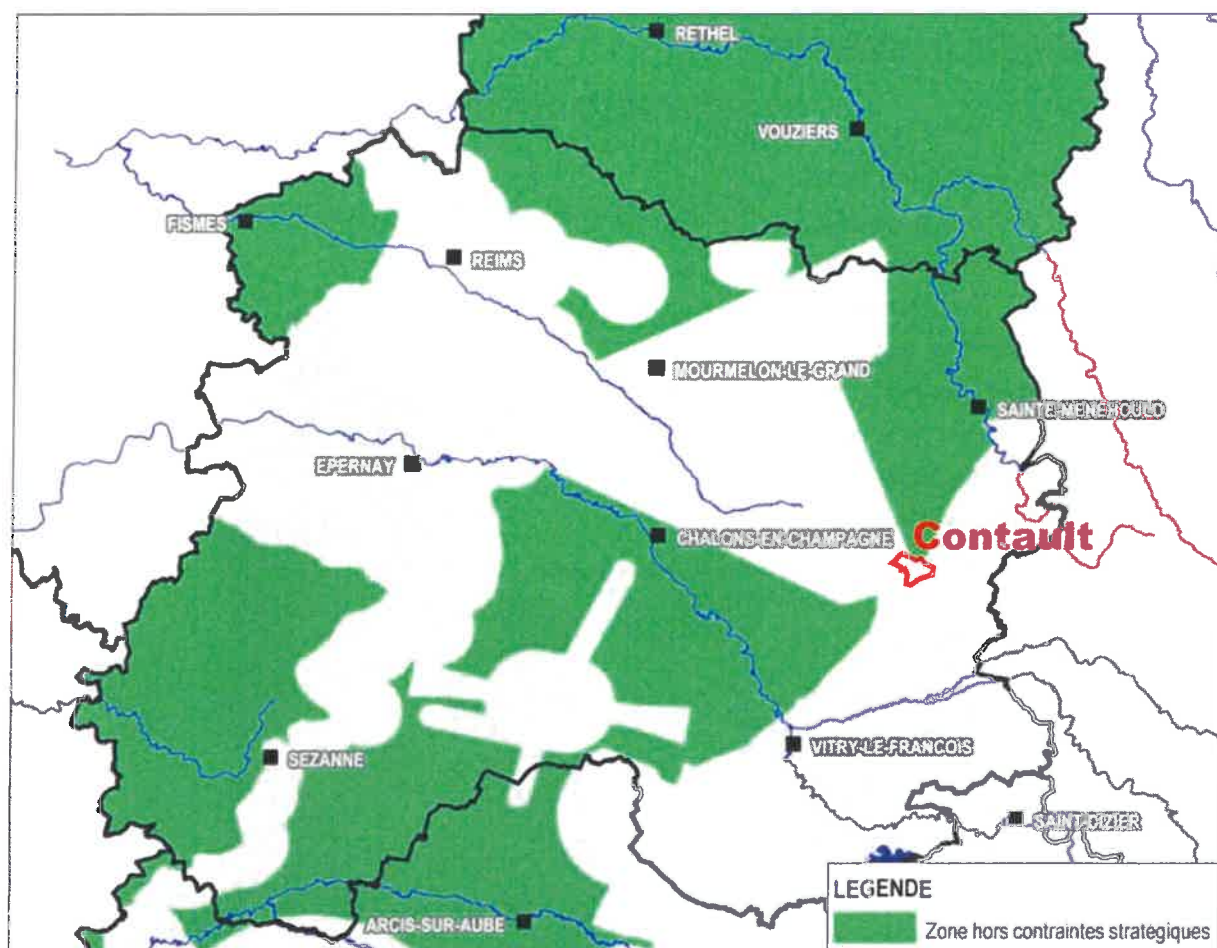 RETHEL
VOUZIERS
FISMES
REIMS
MOURMELON-LE-GRAND
SAINTE-MENEHOULD
EPERNAY
CHALONS-EN-CHAMPAGNE
Contault
VITRY-LE-FRANCOIS
SEZANNE
SAINT-DIZIER
LEGENDE
ARCIS-SUR-AUBE
Zone hors contraintes stratégiques